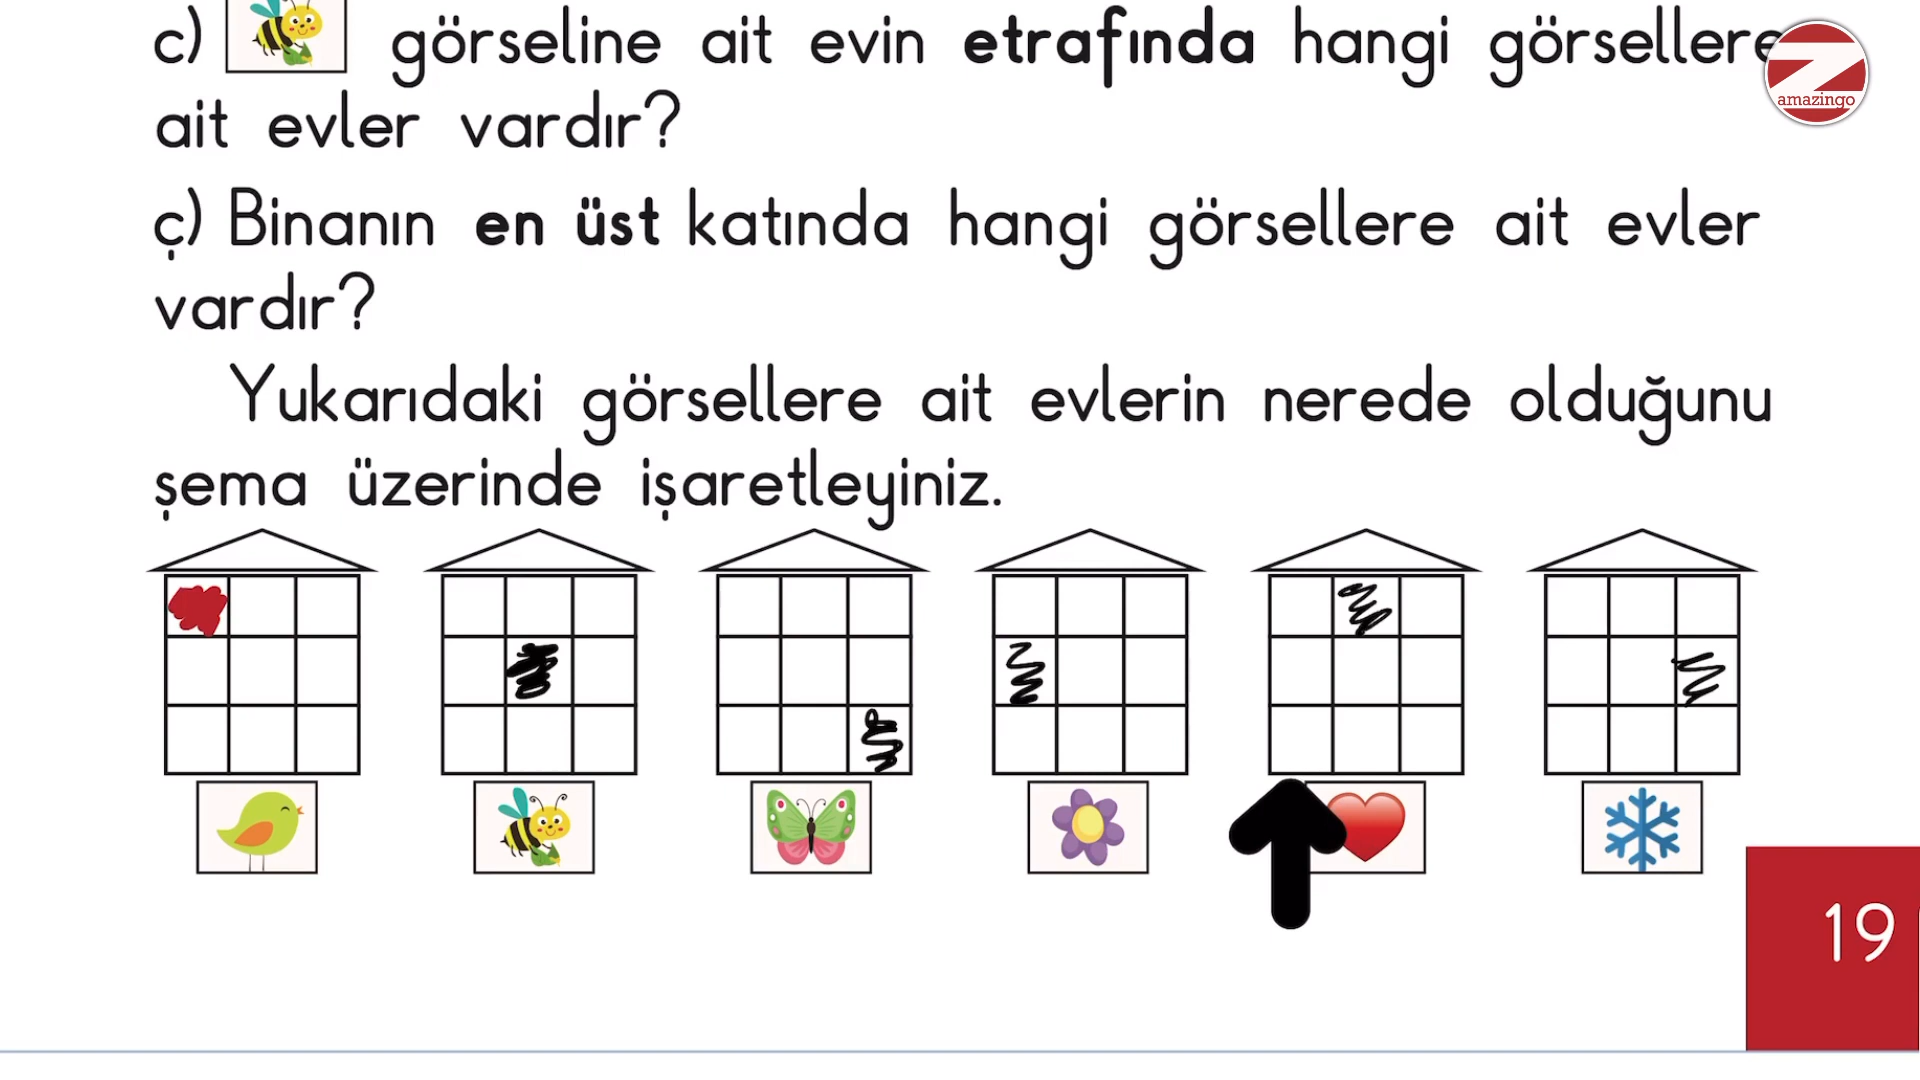 c) görseline ait evin etrafında hangi görsellere
ait evler vardır?
ç) Binanın en üst katında hangi görsellere ait evler
vardır?
Yukarıdaki görsellere ait evlerin nerede olduğunu
şema üzerinde işaretleyiniz.
amazingo
19